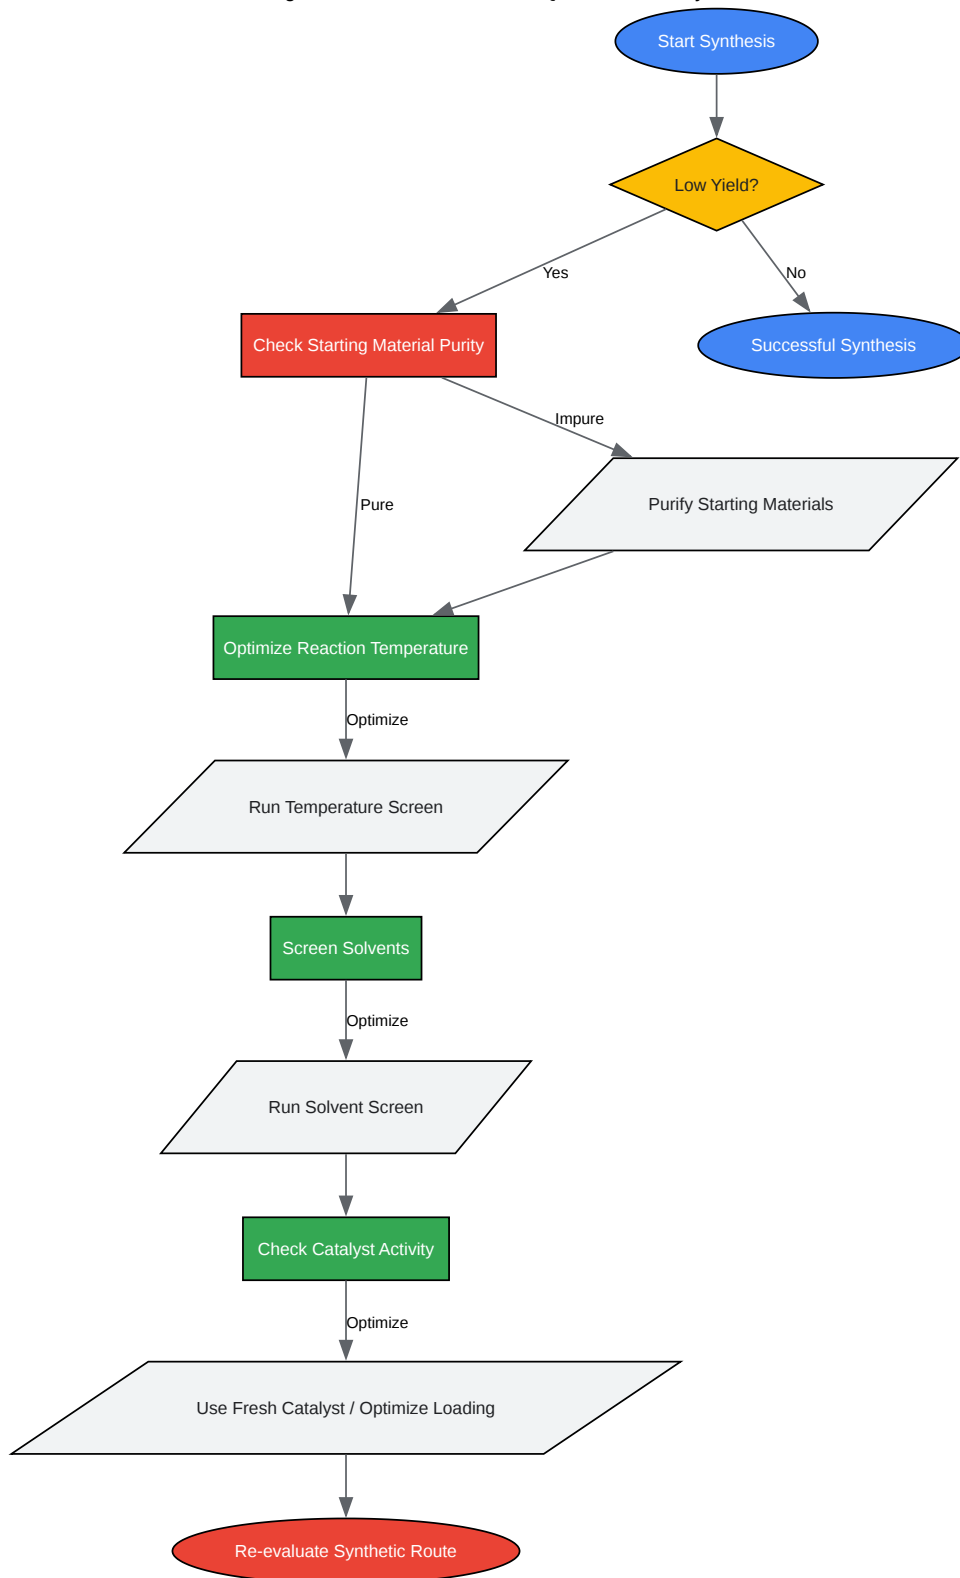 Start Synthesis
Low Yield?
Yes
No
Check Starting Material Purity
Successful Synthesis
Impure
Pure
Purify Starting Materials
Optimize Reaction Temperature
Optimize
Run Temperature Screen
Screen Solvents
Optimize
Run Solvent Screen
Check Catalyst Activity
Optimize
Use Fresh Catalyst / Optimize Loading
Re-evaluate Synthetic Route